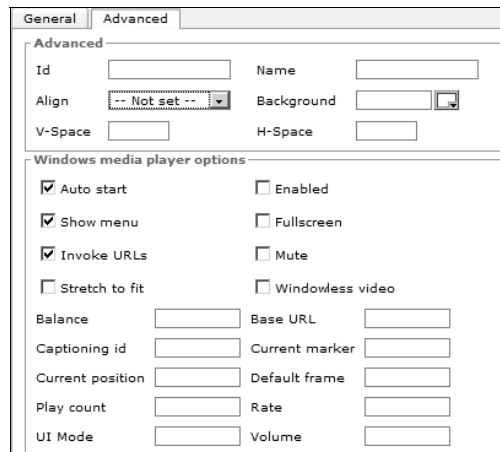 General Advanced
Advanced
Id Name
Align -- Not set -- Background
V-Space H-Space
Windows media player options
Auto start Enabled
Show menu Fullscreen
Invoke URLs Mute
Stretch to fit Windowless video
Balance Base URL
Captioning id Current marker
Current position Default frame
Play count Rate
UI Mode Volume